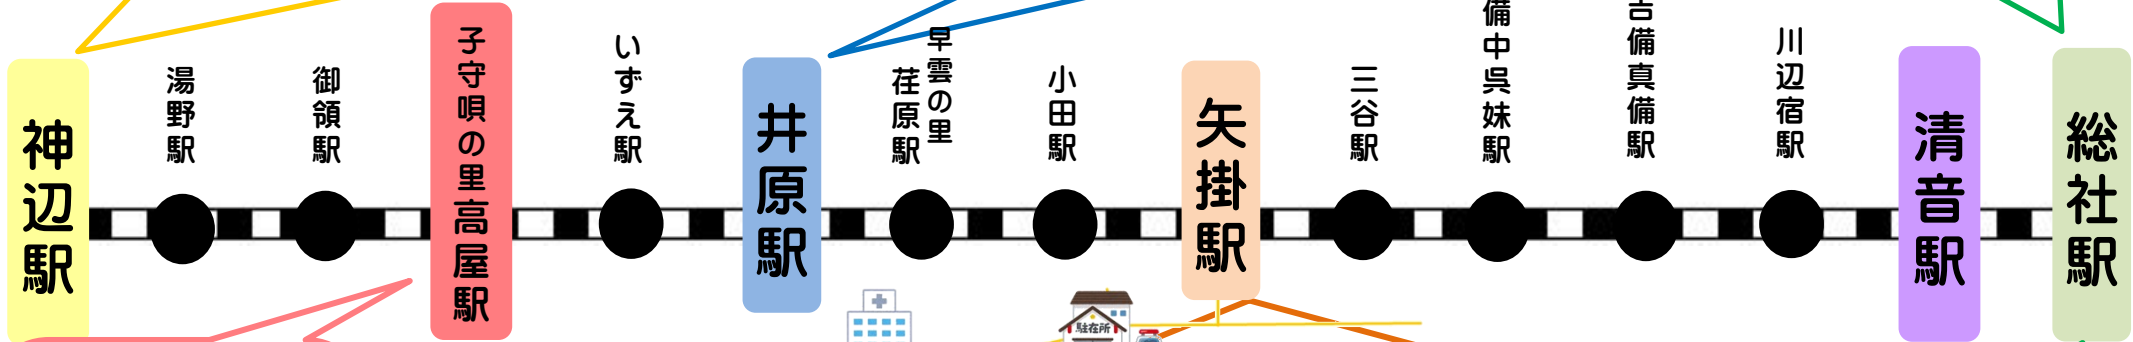 神辺駅
湯野駅
御領駅
子守唄の里高屋駅
いずえ駅
井原駅
早雲の里
荏原駅
小田駅
矢掛駅
三谷駅
備中呉妹駅
吉備真備駅
川辺宿駅
清音駅
総社駅
駐在所